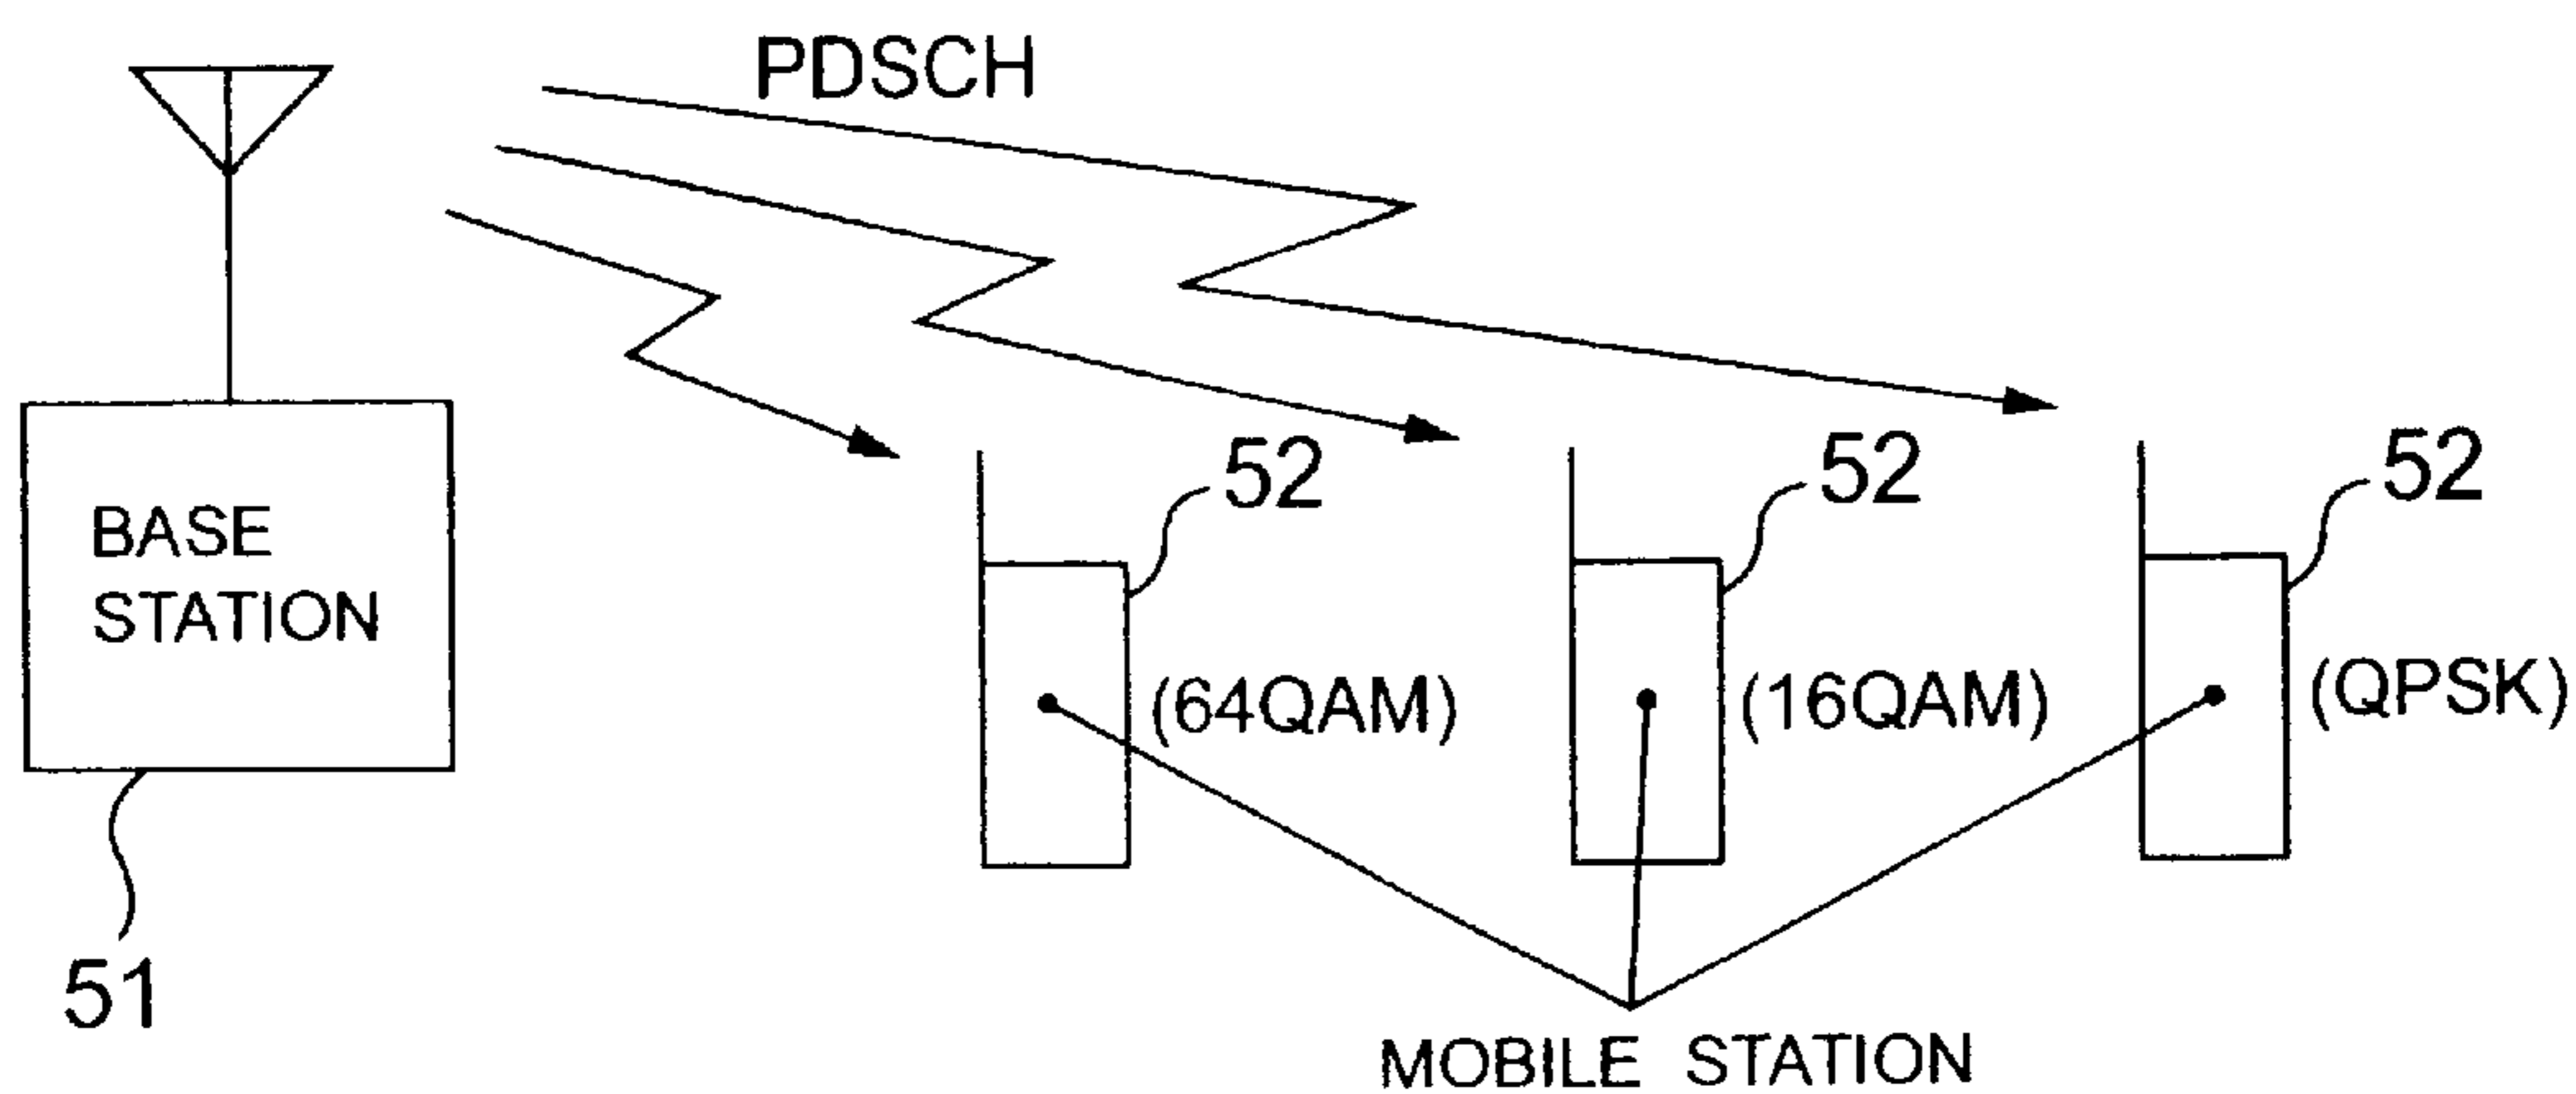 PDSCH
BASE
STATION
51
52
52
52
(64QAM)
(16QAM)
(QPSK)
MOBILE STATION